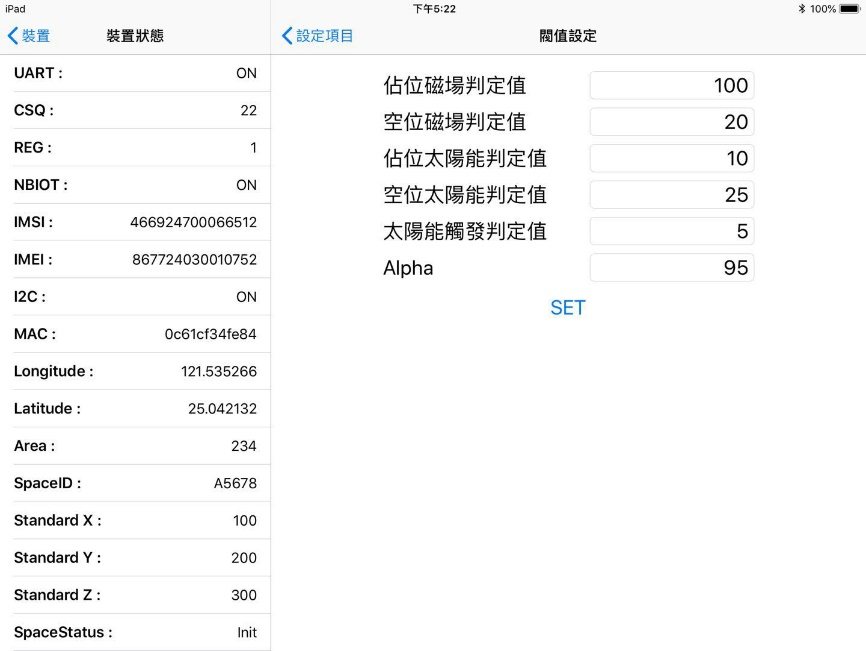 iPad 下午5:22 100%
裝置 裝置狀態
UART : ON
CSQ : 22
REG : 1
NBIOT : ON
IMSI : 466924700066512
IMEI : 867724030010752
I2C : ON
MAC : 0c61cf34fe84
Longitude : 121.535266
Latitude : 25.042132
Area : 234
SpaceID : A5678
Standard X : 100
Standard Y : 200
Standard Z : 300
SpaceStatus : Init
設定項目 閥值設定
佔位磁場判定值 100
空位磁場判定值 20
佔位太陽能判定值 10
空位太陽能判定值 25
太陽能觸發判定值 5
Alpha 95
SET